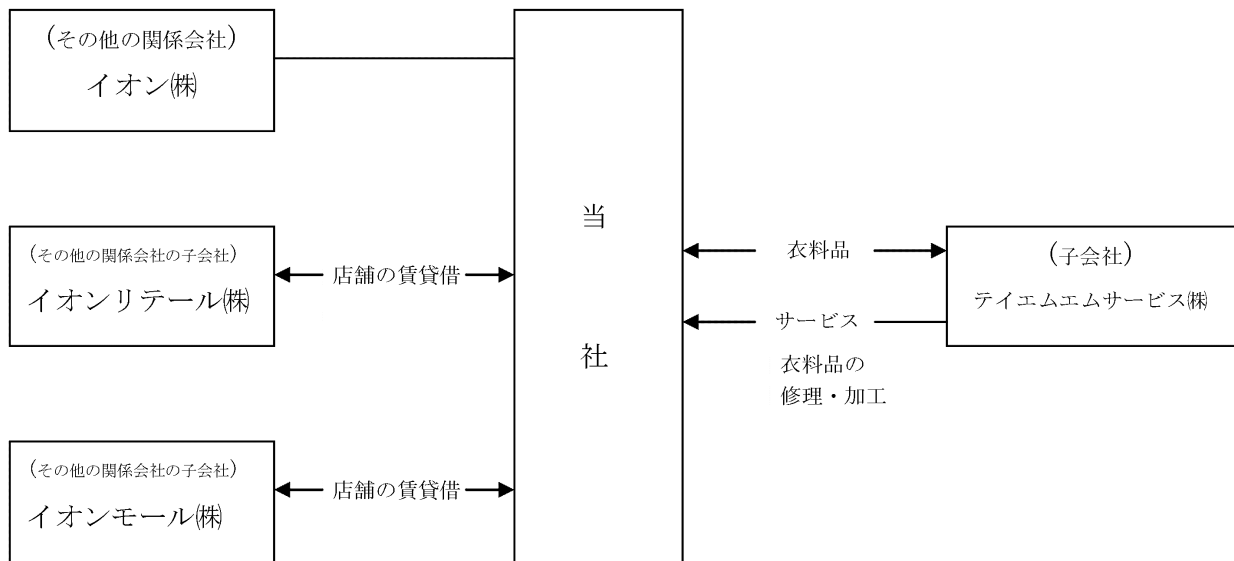 (その他の関係会社)
イオン㈱
(その他の関係会社の子会社)
イオンリテール㈱
店舗の賃貸借
(その他の関係会社の子会社)
イオンモール㈱
店舗の賃貸借
当
社
衣料品
サービス
衣料品の
修理・加工
(子会社)
テイエムエムサービス㈱